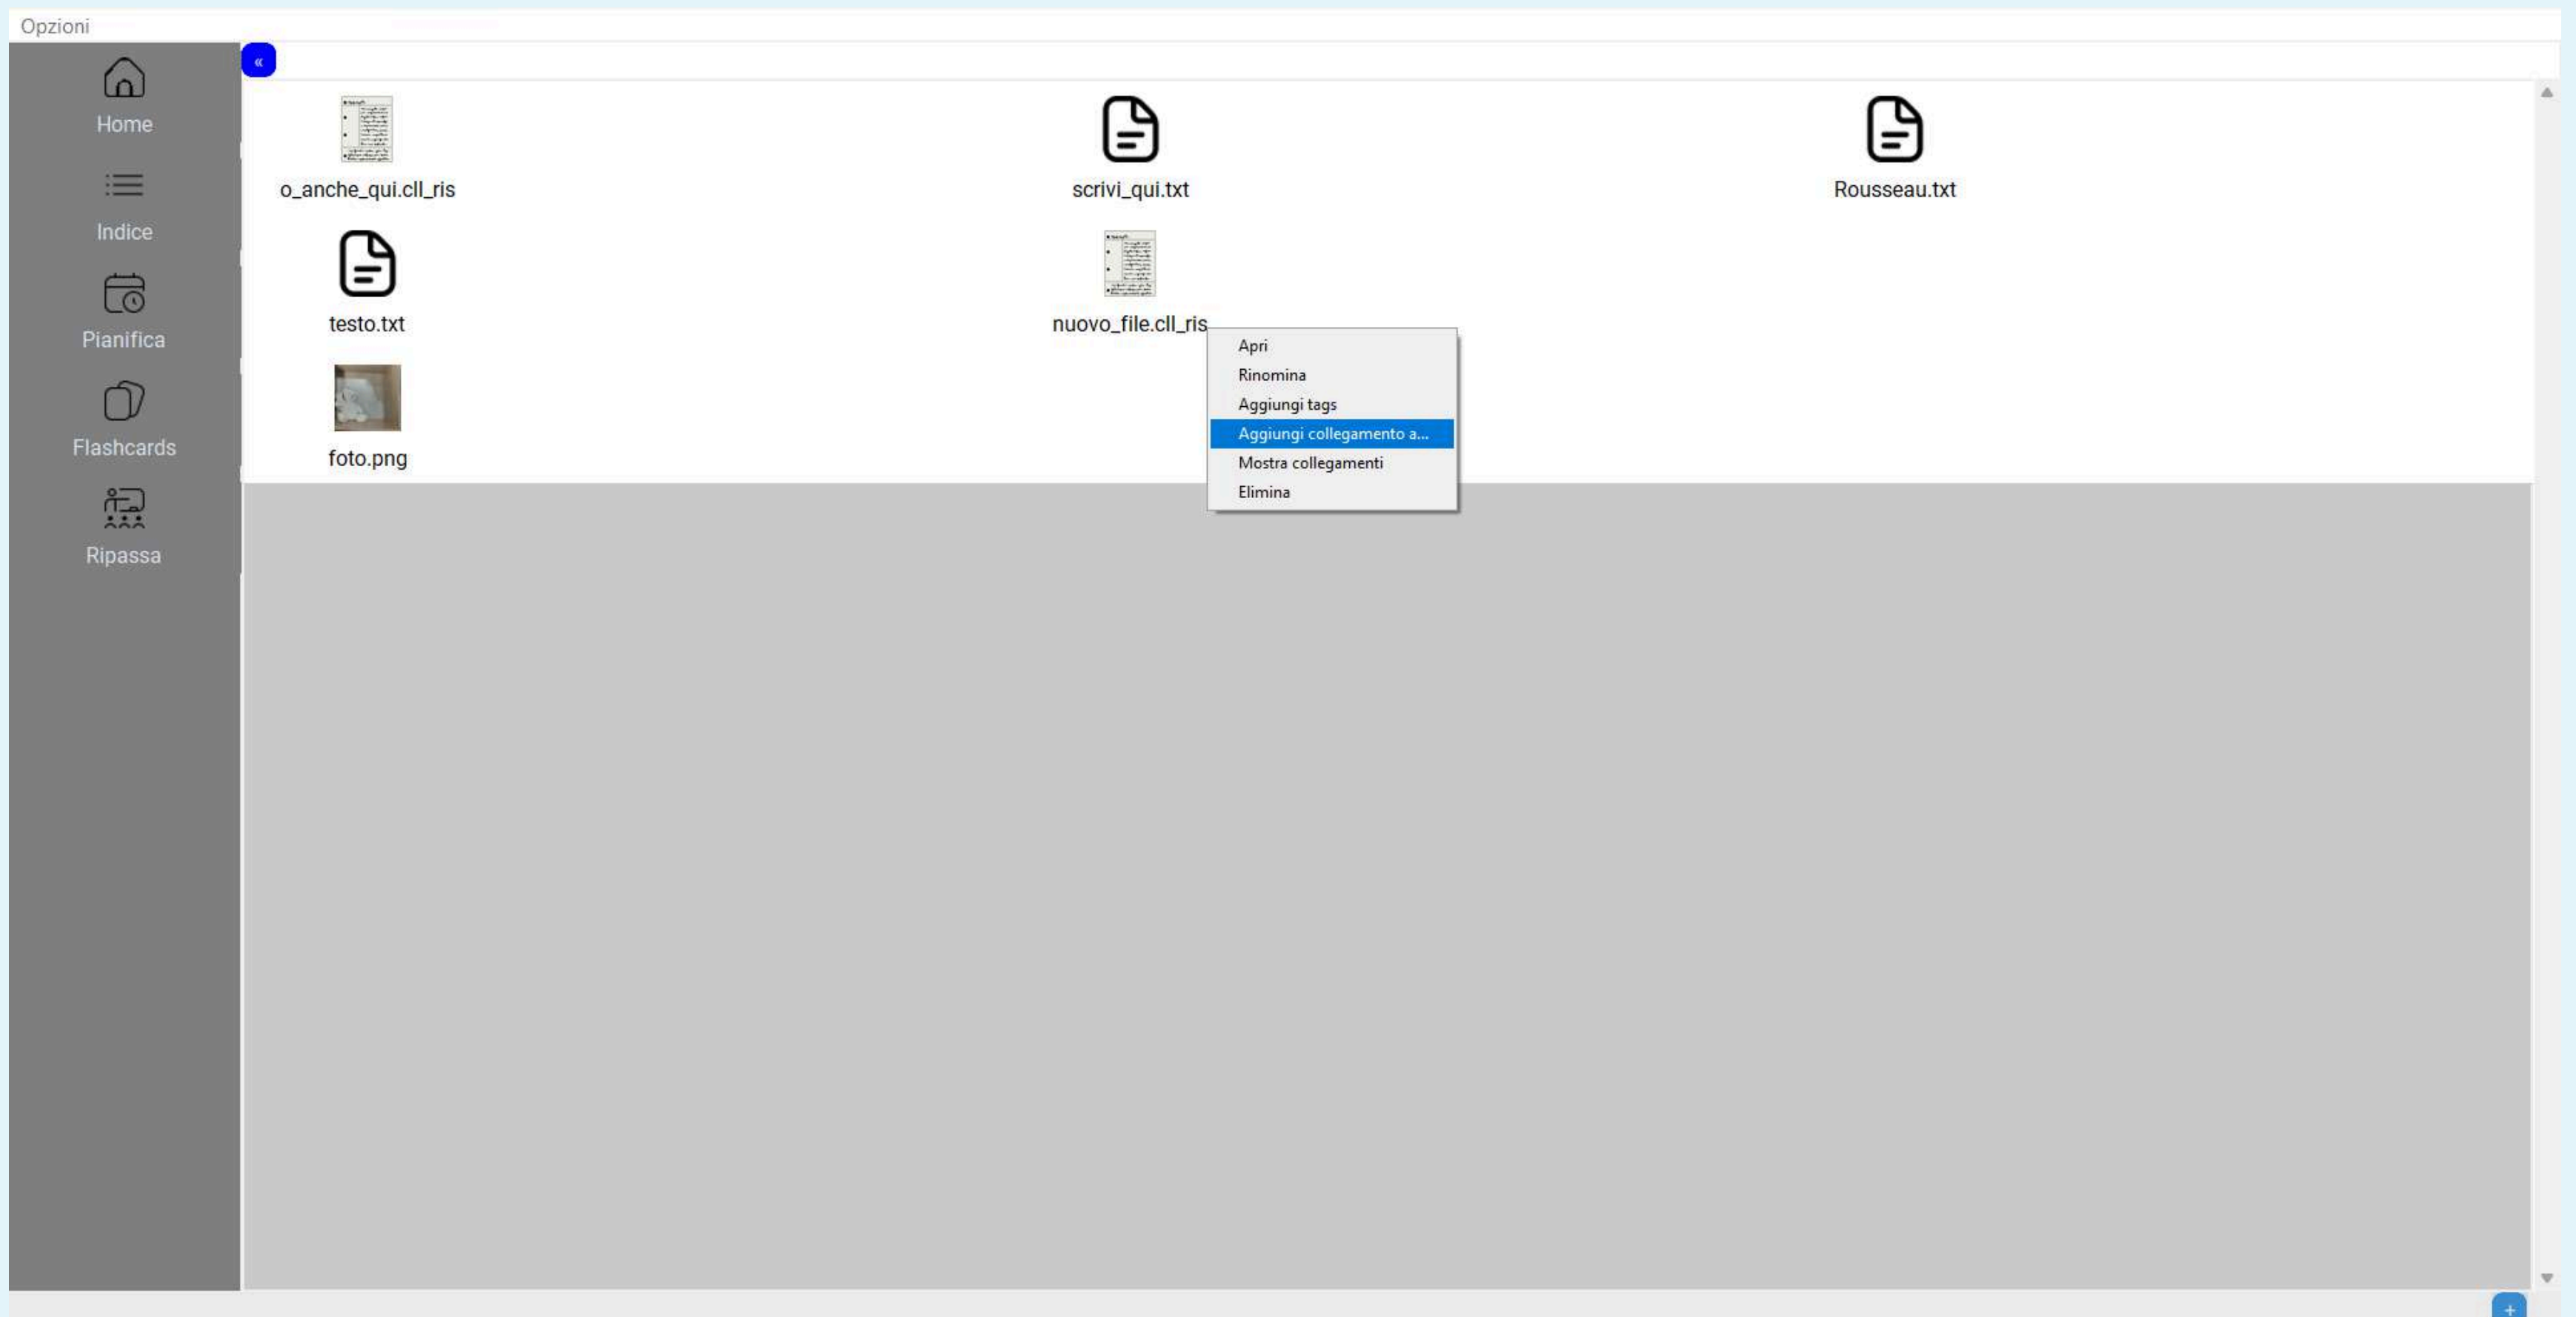 Opzioni
«
Home
Indice
Pianifica
Flashcards
Ripassa
o_anche_qui.cll_ris
scrivi_qui.txt
Rousseau.txt
testo.txt
nuovo_file.cll_ris
foto.png
Apri
Rinomina
Aggiungi tags
Aggiungi collegamento a...
Mostra collegamenti
Elimina
+